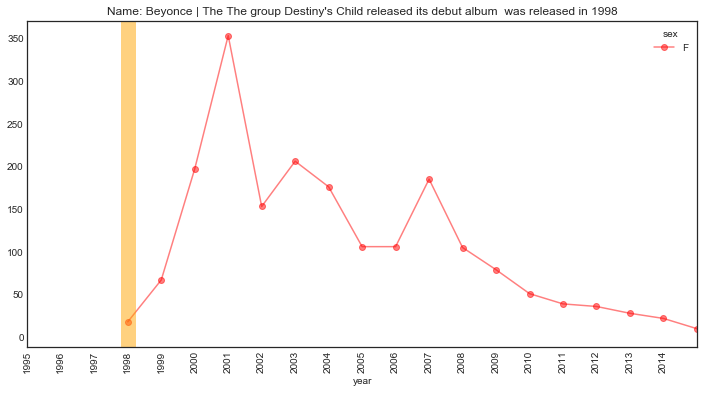 Name: Beyonce | The The group Destiny's Child released its debut album  was released in 1998
sex
F
350
300
250
200
150
100
50
0
1995 1996 1997 1998 1999 2000 2001 2002 2003 2004 2005 2006 2007 2008 2009 2010 2011 2012 2013 2014
year